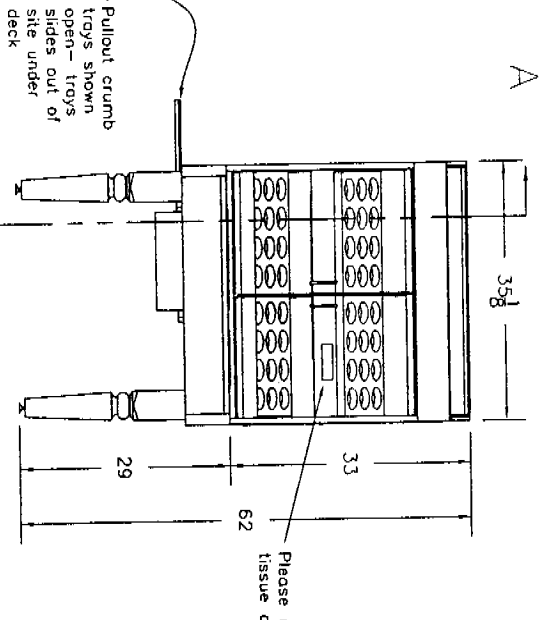 A
35 1/8
Pullout crumb
trays shown
open- trays
slides out of
site under
deck
33
29
62
Please
tissue